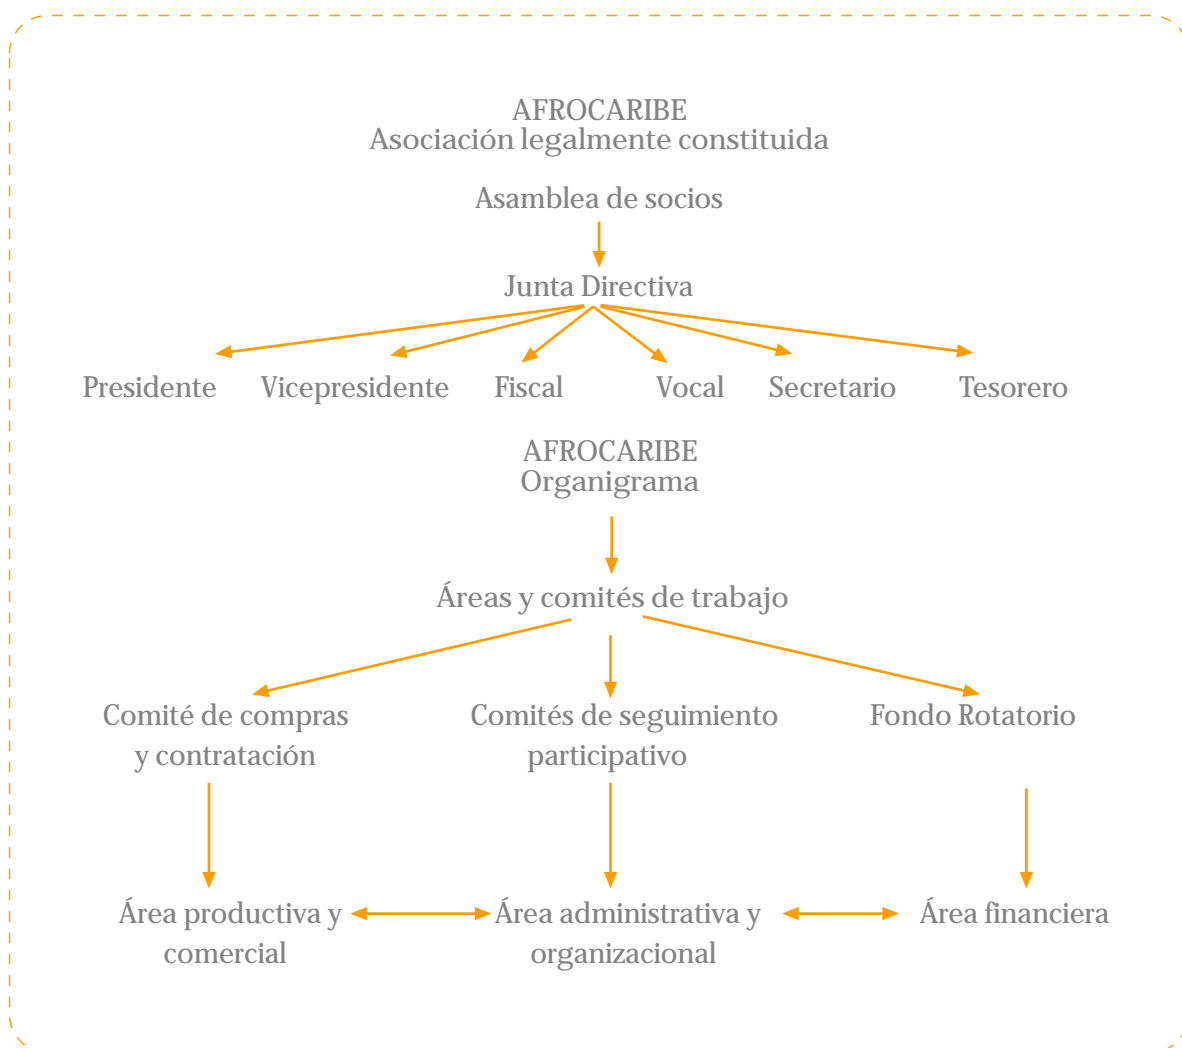 AFROCARIBE
Asociación legalmente constituida
Asamblea de socios
Junta Directiva
Presidente Vicepresidente Fiscal Vocal Secretario Tesorero
AFROCARIBE
Organigrama
Áreas y comités de trabajo
Comité de compras
y contratación
Comités de seguimiento
participativo
Fondo Rotatorio
Área productiva y
comercial
Área administrativa y
organizacional
Área financiera